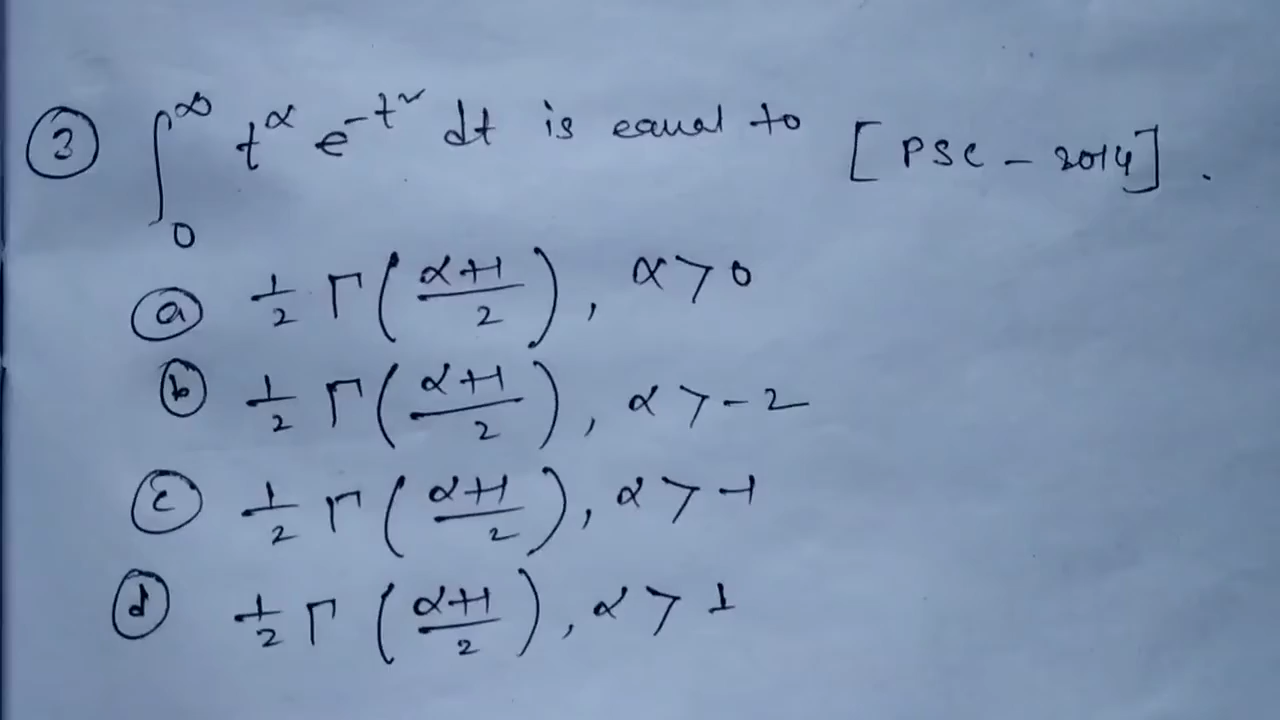 ③ ∫₀^∞ t^α e^(-t²) dt is equal to [PSC - 2014].
ⓐ 1/2 Γ((α+1)/2), α > 0
ⓑ 1/2 Γ((α+1)/2), α > -2
ⓒ 1/2 Γ((α+1)/2), α > -1
ⓓ 1/2 Γ((α+1)/2), α > 1